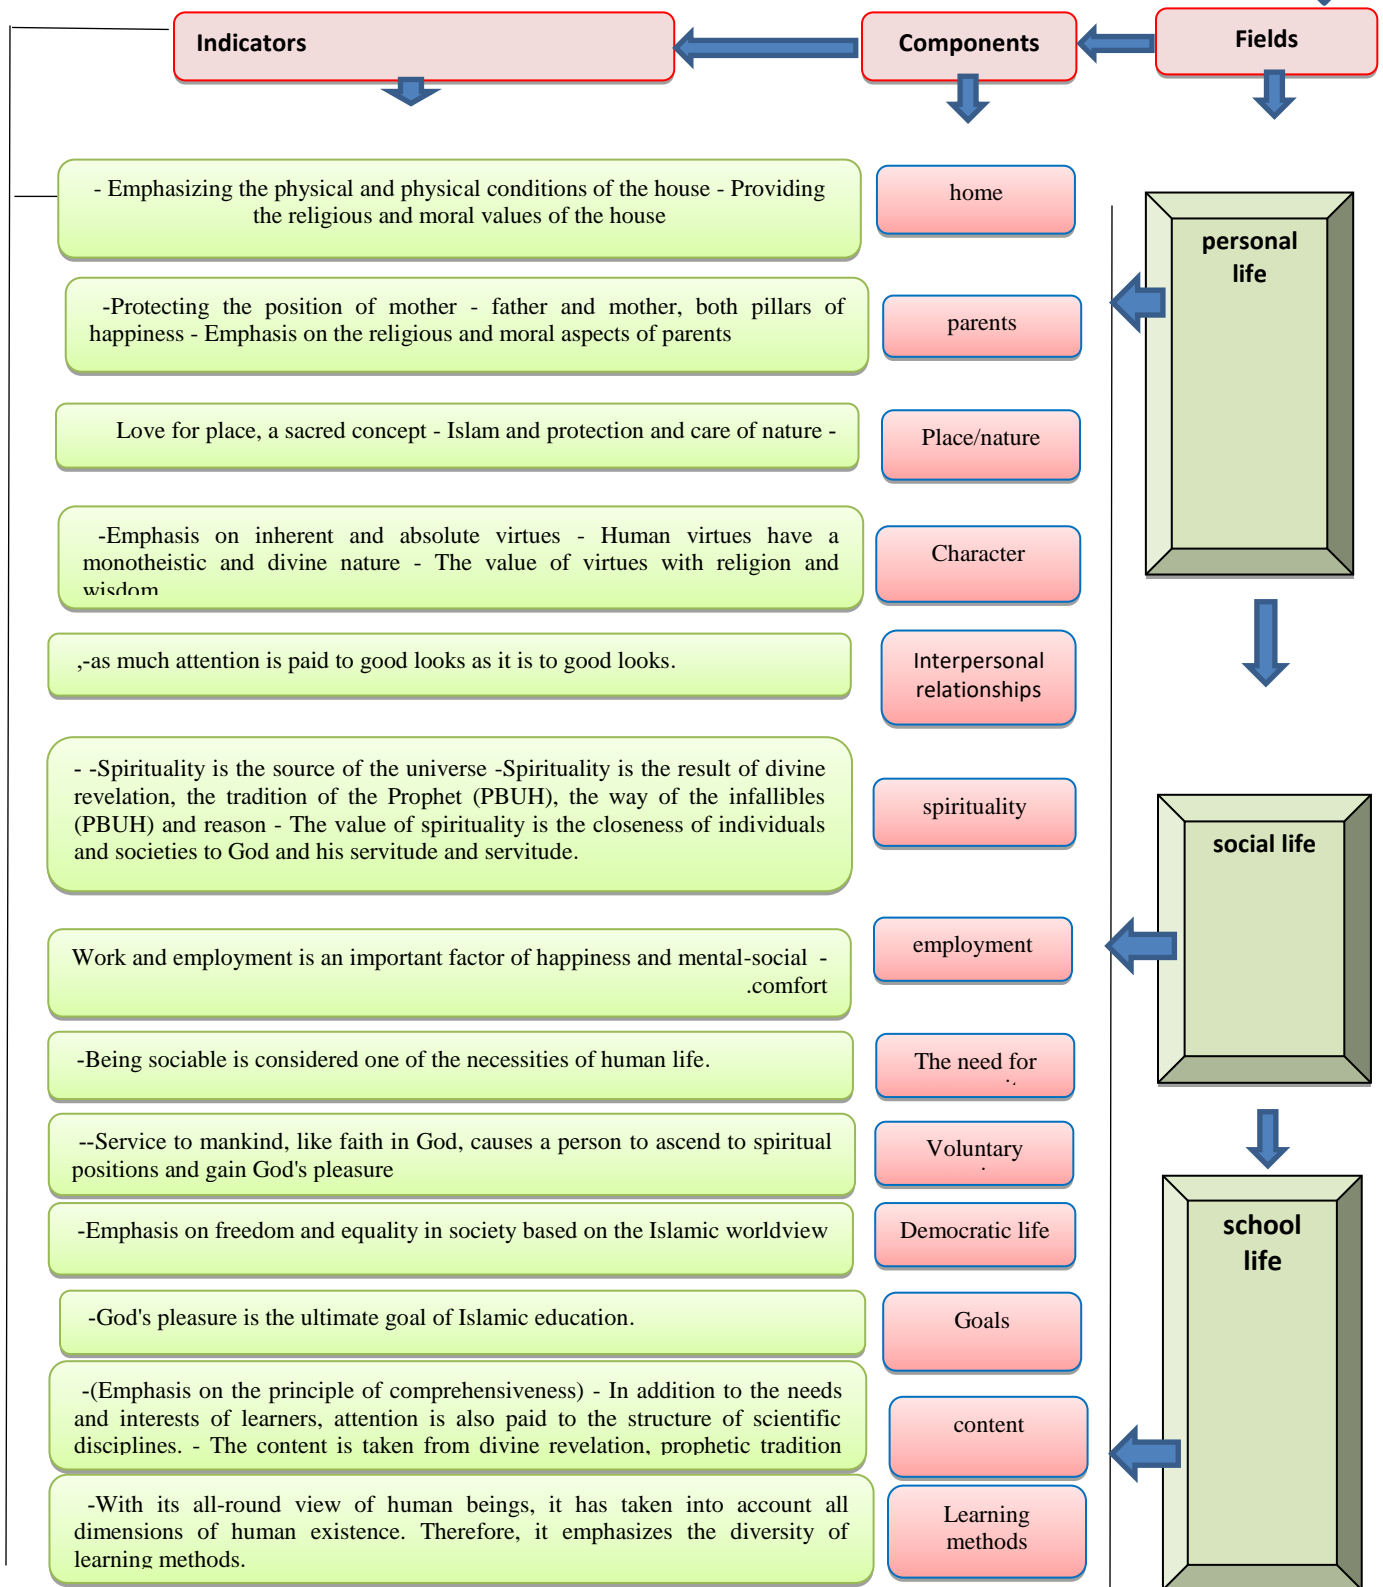 Indicators
Components
Fields
- Emphasizing the physical and physical conditions of the house - Providing
the religious and moral values of the house
home
personal
life
-Protecting the position of mother - father and mother, both pillars of
happiness - Emphasis on the religious and moral aspects of parents
parents
Love for place, a sacred concept - Islam and protection and care of nature -
Place/nature
-Emphasis on inherent and absolute virtues - Human virtues have a
monotheistic and divine nature - The value of virtues with religion and
wisdom
Character
,-as much attention is paid to good looks as it is to good looks.
Interpersonal
relationships
- -Spirituality is the source of the universe -Spirituality is the result of divine
revelation, the tradition of the Prophet (PBUH), the way of the infallibles
(PBUH) and reason - The value of spirituality is the closeness of individuals
and societies to God and his servitude and servitude.
spirituality
social life
Work and employment is an important factor of happiness and mental-social -
.comfort
employment
-Being sociable is considered one of the necessities of human life.
The need for
--Service to mankind, like faith in God, causes a person to ascend to spiritual
positions and gain God's pleasure
Voluntary
-Emphasis on freedom and equality in society based on the Islamic worldview
Democratic life
school
life
-God's pleasure is the ultimate goal of Islamic education.
Goals
-(Emphasis on the principle of comprehensiveness) - In addition to the needs
and interests of learners, attention is also paid to the structure of scientific
disciplines. - The content is taken from divine revelation, prophetic tradition
content
-With its all-round view of human beings, it has taken into account all
dimensions of human existence. Therefore, it emphasizes the diversity of
learning methods.
Learning
methods